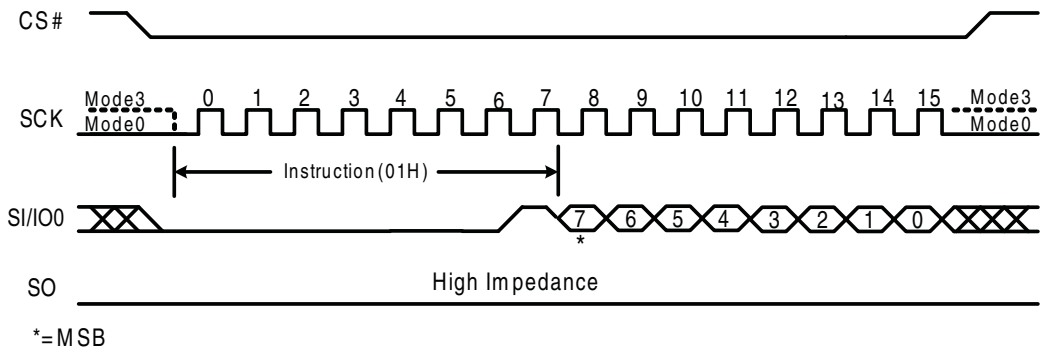 CS#
SCK
Mode3
Mode0
0 1 2 3 4 5 6 7 8 9 10 11 12 13 14 15
Mode3
Mode0
Instruction(01H)
SI/IO0
7 6 5 4 3 2 1 0
*
SO
High Impedance
*=MSB